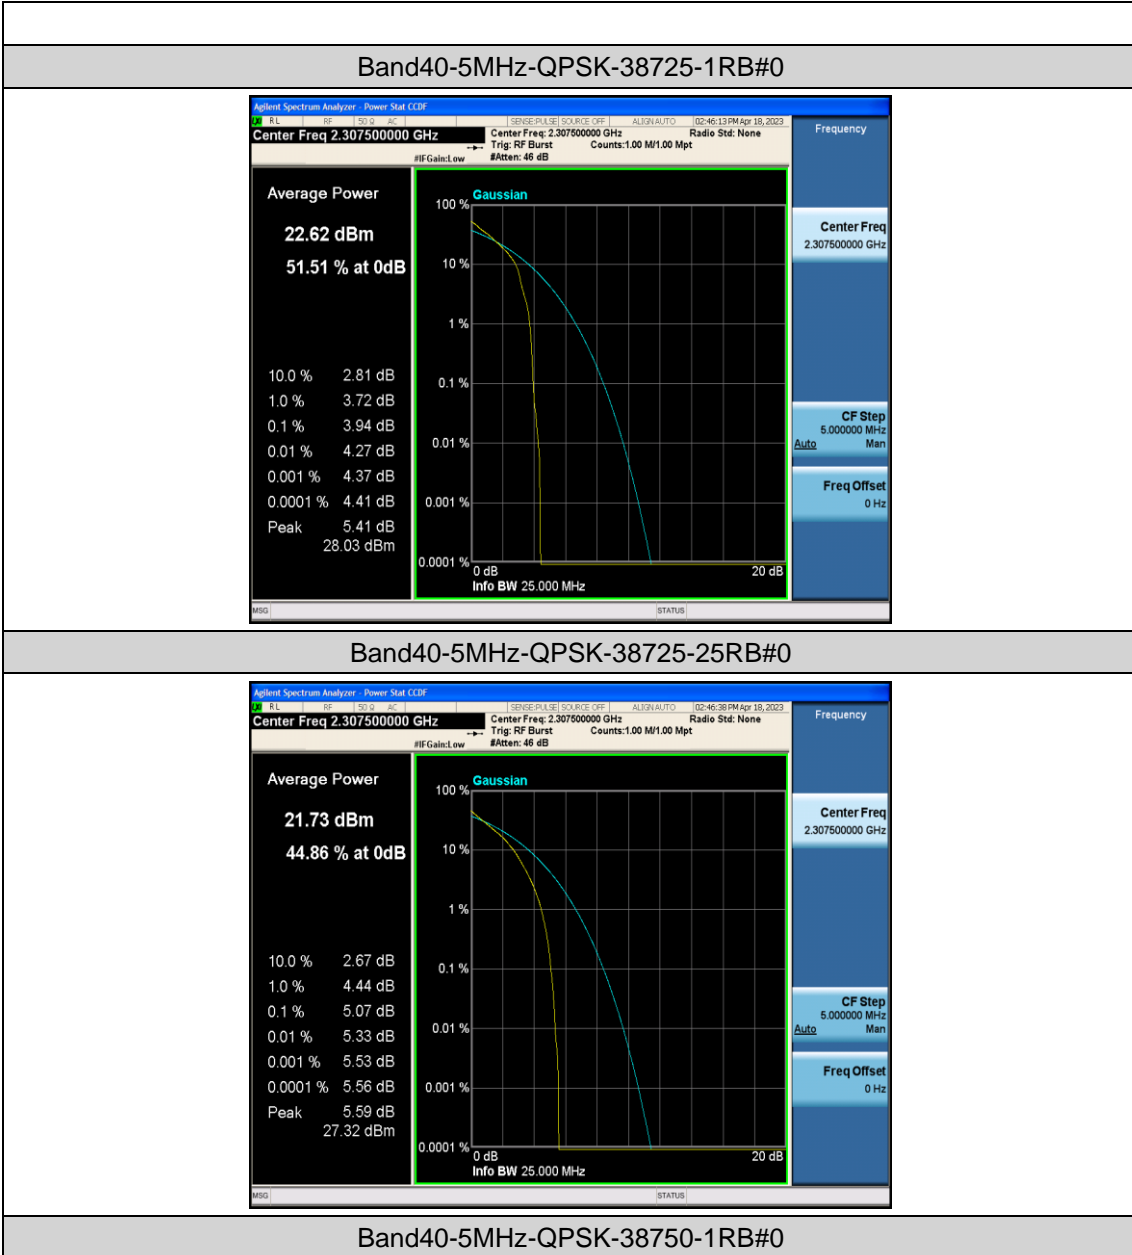 Band40-5MHz-QPSK-38725-1RB#0
Agilent Spectrum Analyzer - Power Stat CCDF
RL RF 50 Ω AC SENSE:PULSE SOURCE OFF ALIGN AUTO 02:46:13 PM Apr 18, 2023
Center Freq 2.307500000 GHz
Center Freq: 2.307500000 GHz Radio Std: None
Trig: RF Burst Counts:1.00 M/1.00 Mpt
#IFGain:Low #Atten: 46 dB
Frequency
Average Power
22.62 dBm
51.51 % at 0dB
10.0 % 2.81 dB
1.0 % 3.72 dB
0.1 % 3.94 dB
0.01 % 4.27 dB
0.001 % 4.37 dB
0.0001 % 4.41 dB
Peak 5.41 dB
28.03 dBm
Gaussian
100 %
10 %
1 %
0.1 %
0.01 %
0.001 %
0.0001 %
0 dB 20 dB
Info BW 25.000 MHz
Center Freq
2.307500000 GHz
CF Step
5.000000 MHz
Auto Man
Freq Offset
0 Hz
MSG STATUS
Band40-5MHz-QPSK-38725-25RB#0
Agilent Spectrum Analyzer - Power Stat CCDF
RL RF 50 Ω AC SENSE:PULSE SOURCE OFF ALIGN AUTO 02:46:38 PM Apr 18, 2023
Center Freq 2.307500000 GHz
Center Freq: 2.307500000 GHz Radio Std: None
Trig: RF Burst Counts:1.00 M/1.00 Mpt
#IFGain:Low #Atten: 46 dB
Frequency
Average Power
21.73 dBm
44.86 % at 0dB
10.0 % 2.67 dB
1.0 % 4.44 dB
0.1 % 5.07 dB
0.01 % 5.33 dB
0.001 % 5.53 dB
0.0001 % 5.56 dB
Peak 5.59 dB
27.32 dBm
Gaussian
100 %
10 %
1 %
0.1 %
0.01 %
0.001 %
0.0001 %
0 dB 20 dB
Info BW 25.000 MHz
Center Freq
2.307500000 GHz
CF Step
5.000000 MHz
Auto Man
Freq Offset
0 Hz
MSG STATUS
Band40-5MHz-QPSK-38750-1RB#0